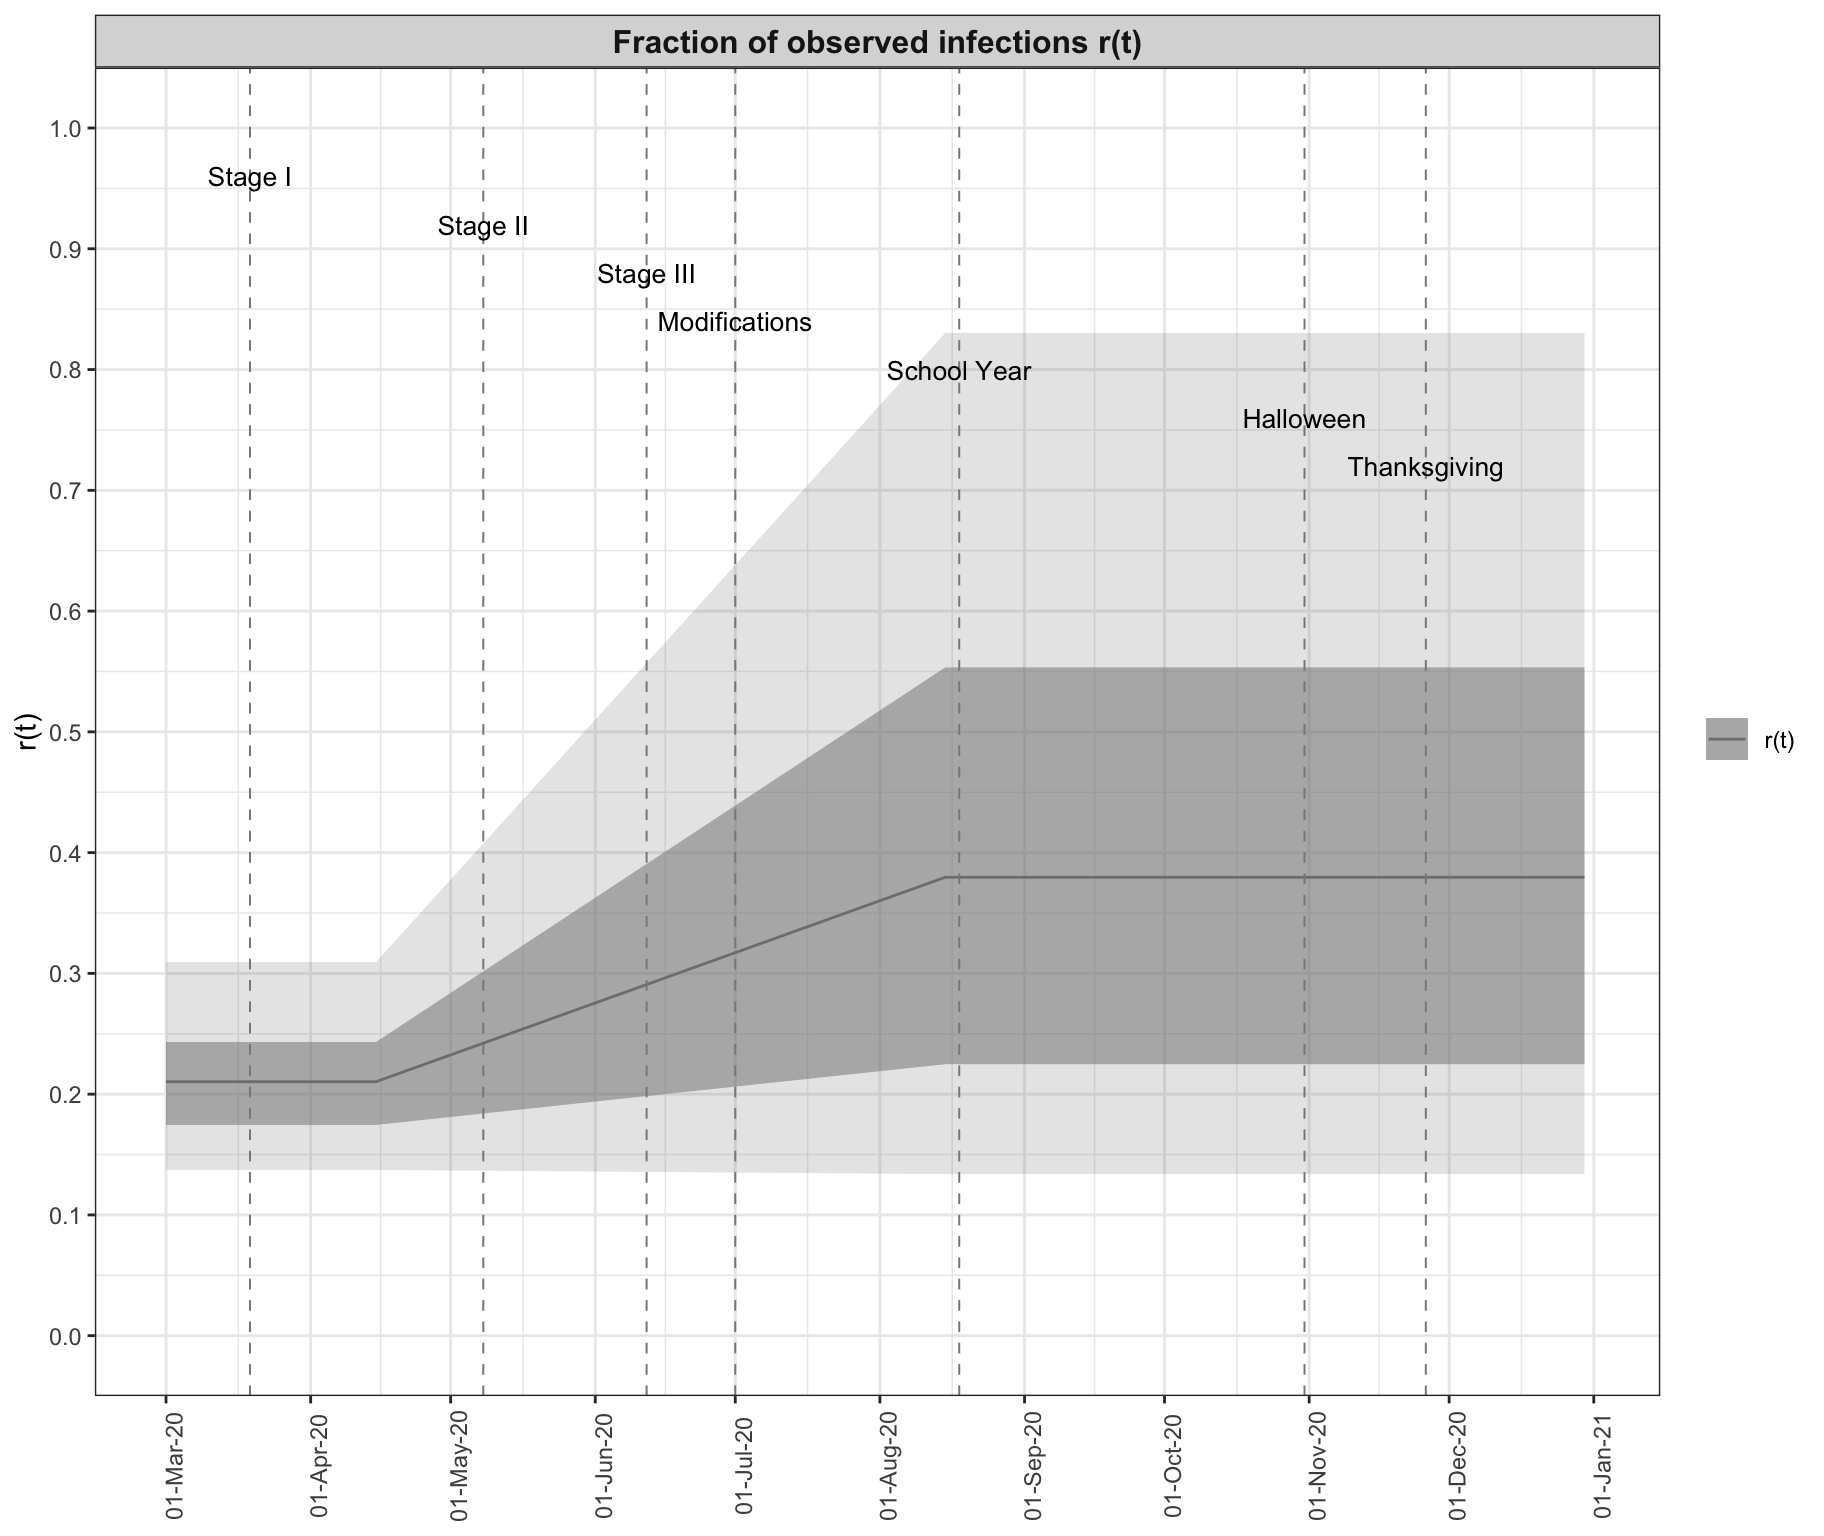 Fraction of observed infections r(t)
1.0
0.9
0.8
0.7
0.6
0.5
0.4
0.3
0.2
0.1
0.0
r(t)
Stage I
Stage II
Stage III
Modifications
School Year
Halloween
Thanksgiving
r(t)
01-Mar-20
01-Apr-20
01-May-20
01-Jun-20
01-Jul-20
01-Aug-20
01-Sep-20
01-Oct-20
01-Nov-20
01-Dec-20
01-Jan-21